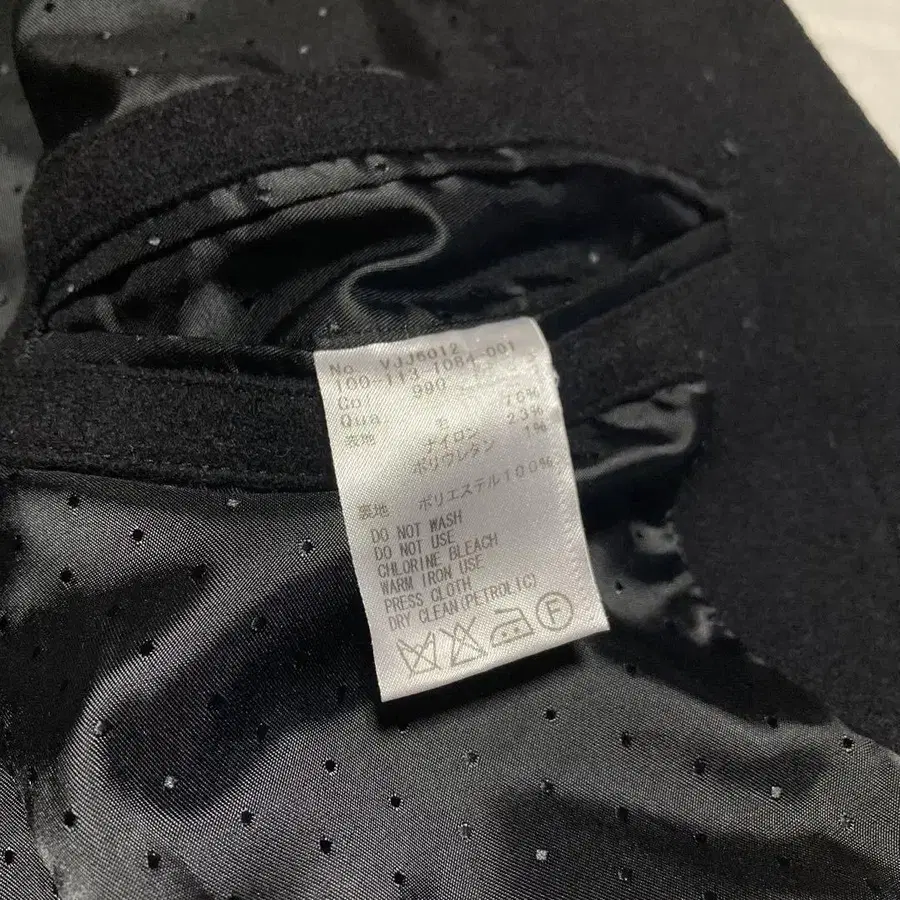 No. VJJ6012
100-113 1084-001
Col 990
Qua.
表地 毛 76%
ナイロン 23%
ポリウレタン 1%
裏地 ポリエステル100%
DO NOT WASH
DO NOT USE
CHLORINE BLEACH
WARM IRON USE
PRESS CLOTH
DRY CLEAN(PETROLIC)
F